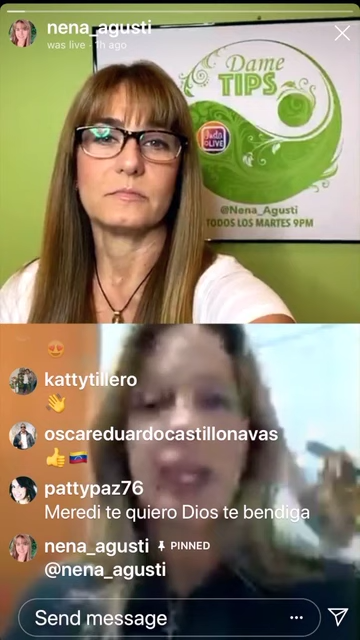 nena_agusti
was live · 1h ago
Dame
TIPS
Insta
LIVE
@Nena_Agusti
TODOS LOS MARTES 9PM
kattytillero
👋
oscareduardocastillonavas
👍🇻🇪
pattypaz76
Meredi te quiero Dios te bendiga
nena_agusti PINNED
@nena_agusti
Send message